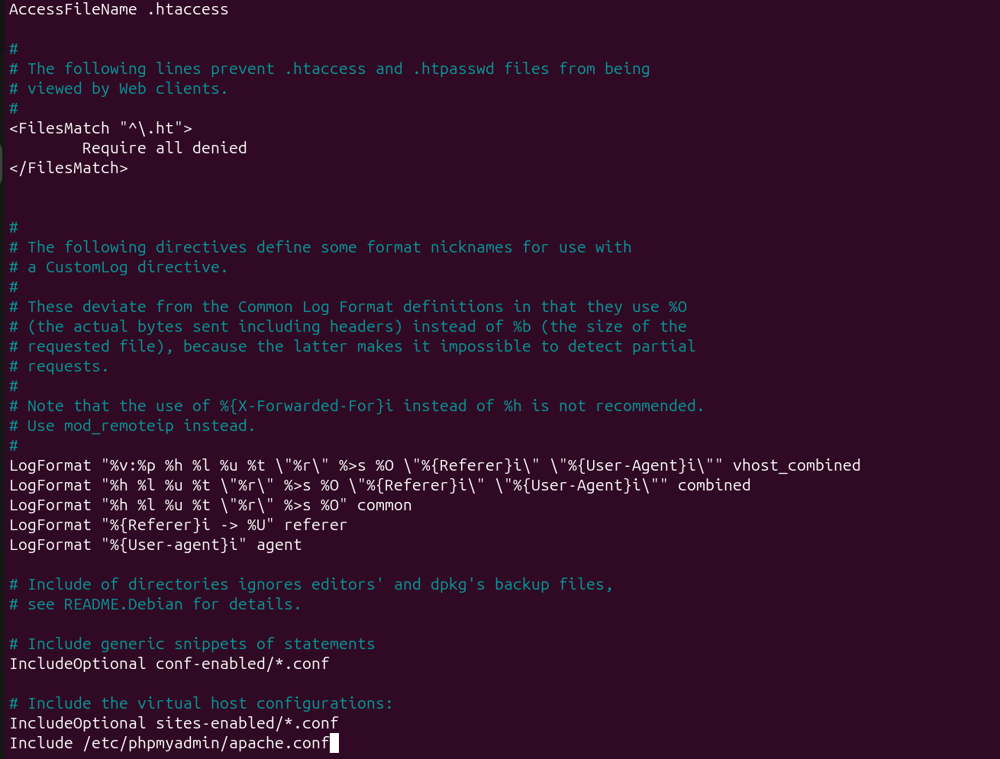 AccessFileName .htaccess
#
# The following lines prevent .htaccess and .htpasswd files from being
# viewed by Web clients.
#
<FilesMatch "^\.ht">
Require all denied
</FilesMatch>
#
# The following directives define some format nicknames for use with
# a CustomLog directive.
#
# These deviate from the Common Log Format definitions in that they use %O
# (the actual bytes sent including headers) instead of %b (the size of the
# requested file), because the latter makes it impossible to detect partial
# requests.
#
# Note that the use of %{X-Forwarded-For}i instead of %h is not recommended.
# Use mod_remoteip instead.
#
LogFormat "%v:%p %h %l %u %t \"%r\" %>s %O \"%{Referer}i\" \"%{User-Agent}i\"" vhost_combined
LogFormat "%h %l %u %t \"%r\" %>s %O \"%{Referer}i\" \"%{User-Agent}i\"" combined
LogFormat "%h %l %u %t \"%r\" %>s %O" common
LogFormat "%{Referer}i -> %U" referer
LogFormat "%{User-agent}i" agent
# Include of directories ignores editors' and dpkg's backup files,
# see README.Debian for details.
# Include generic snippets of statements
IncludeOptional conf-enabled/*.conf
# Include the virtual host configurations:
IncludeOptional sites-enabled/*.conf
Include /etc/phpmyadmin/apache.conf